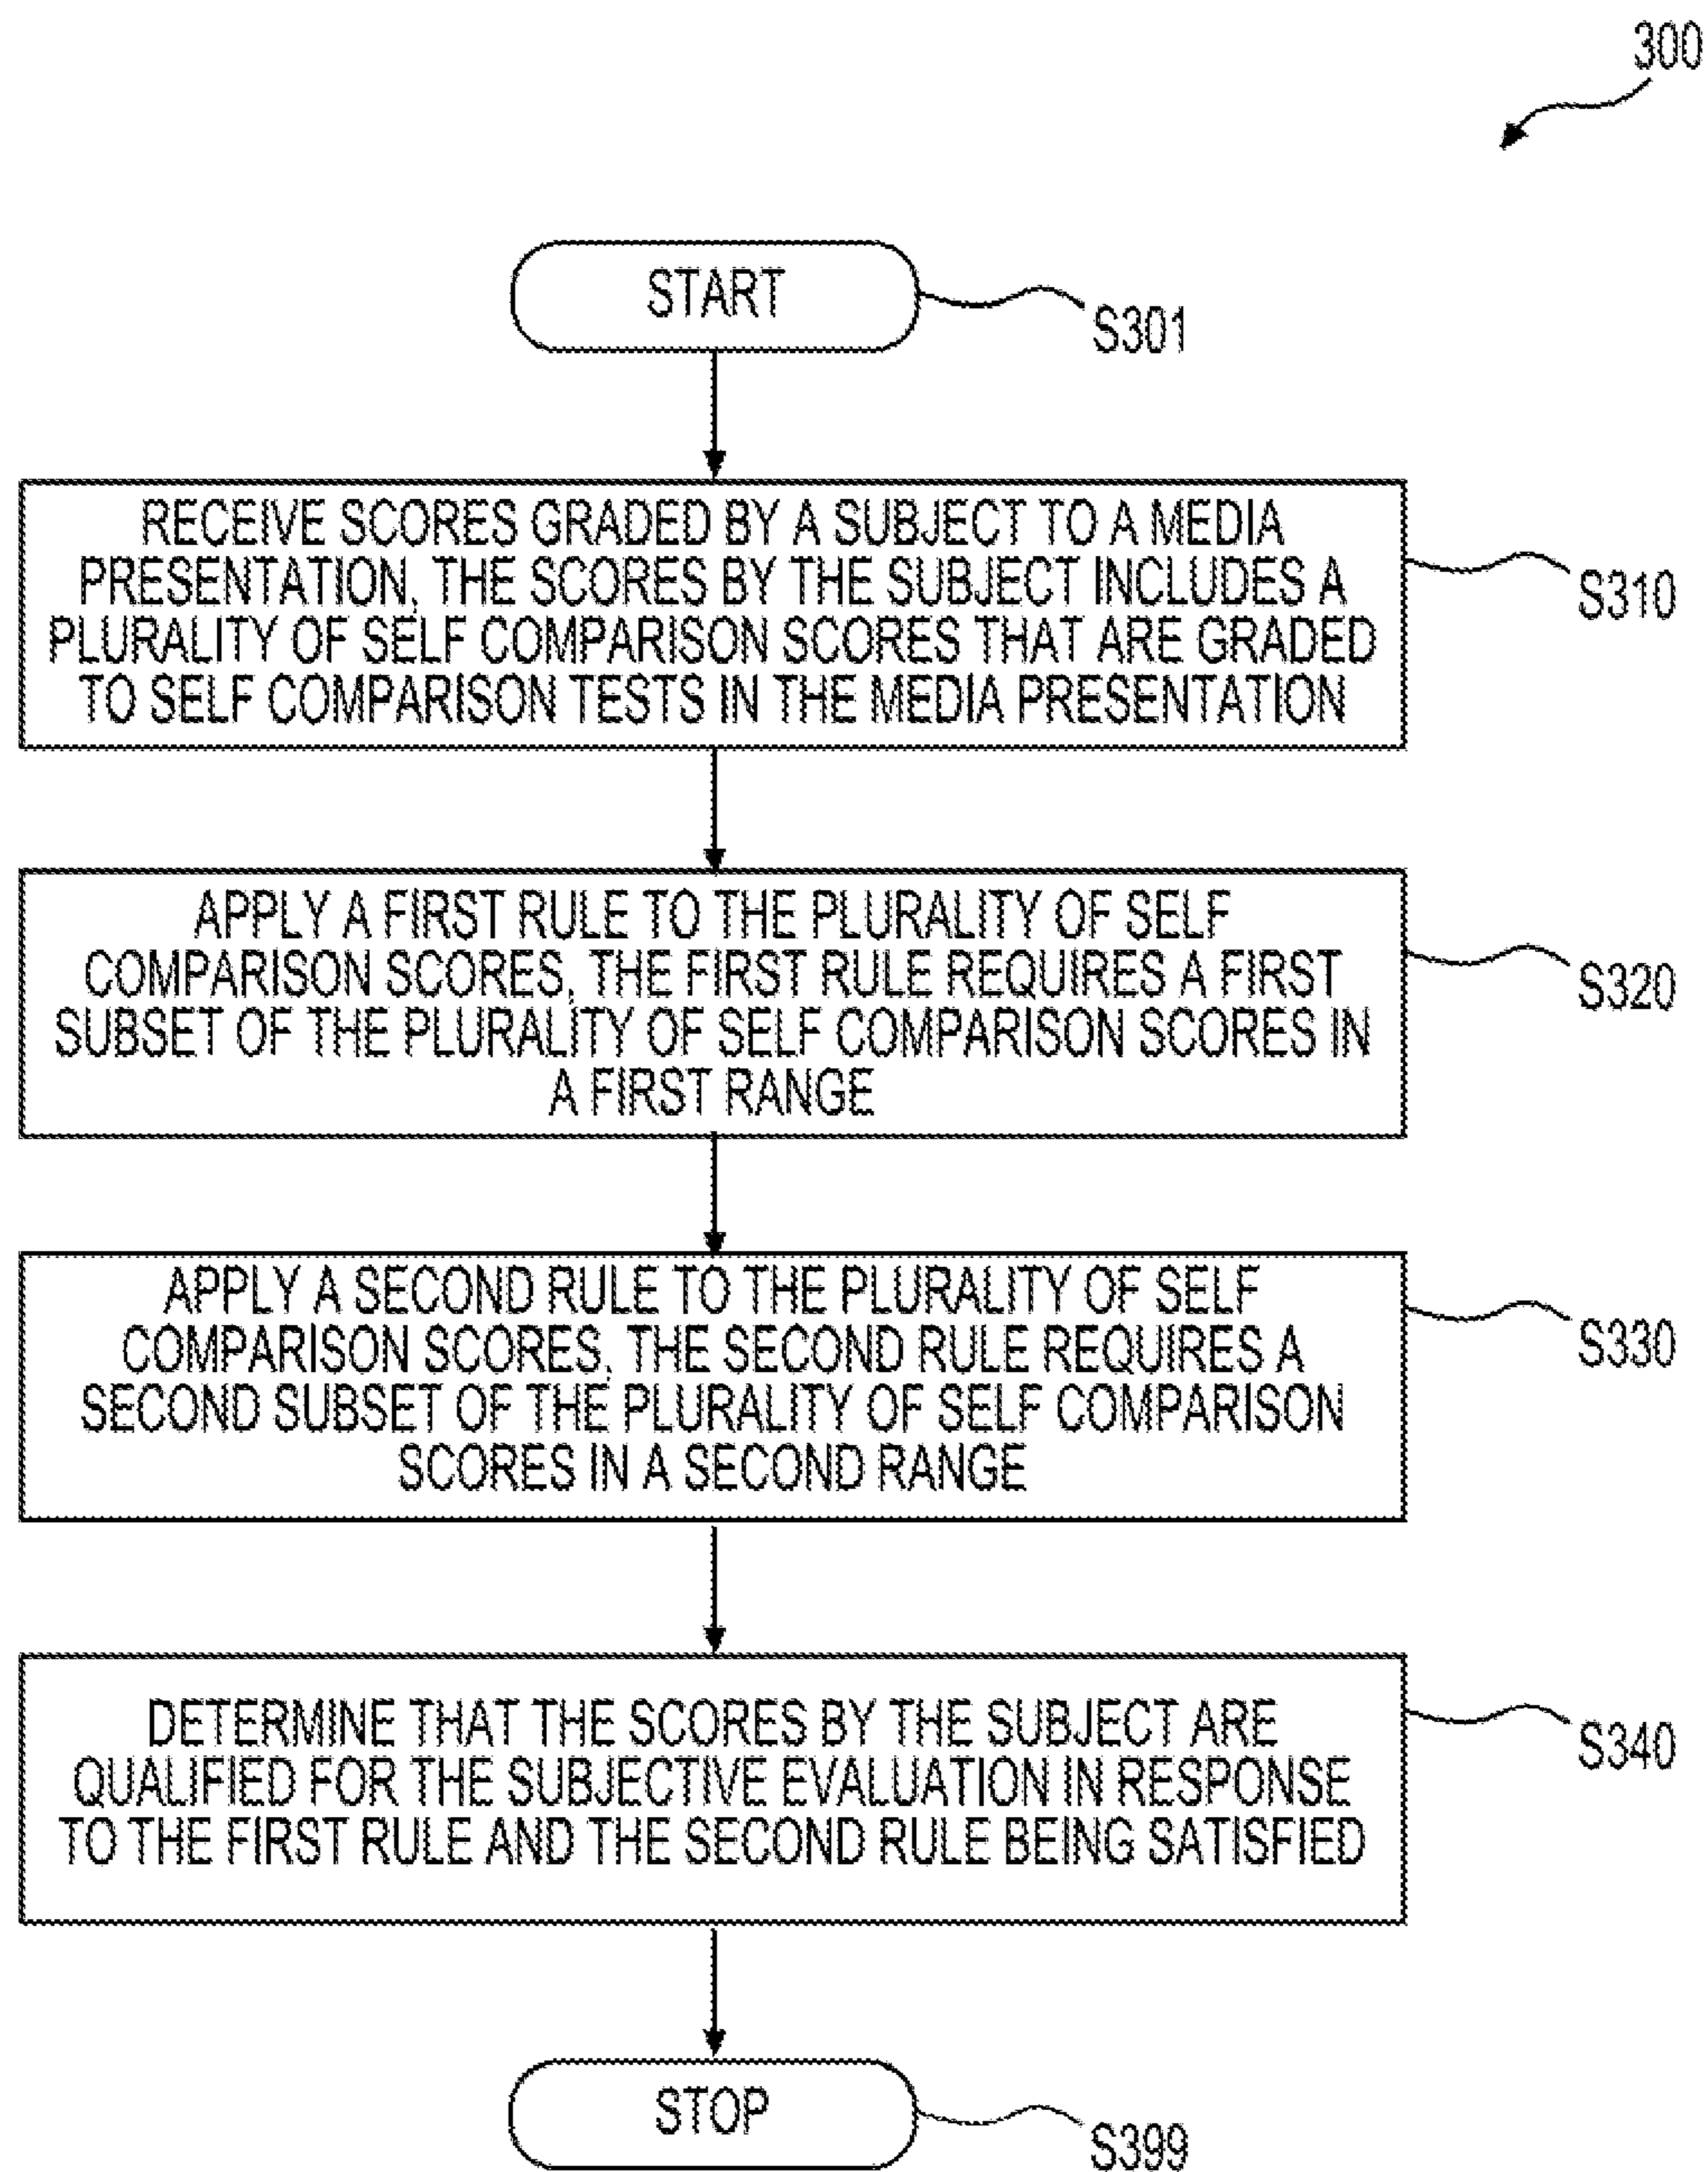 300
START
S301
RECEIVE SCORES GRADED BY A SUBJECT TO A MEDIA
PRESENTATION, THE SCORES BY THE SUBJECT INCLUDES A
PLURALITY OF SELF COMPARISON SCORES THAT ARE GRADED
TO SELF COMPARISON TESTS IN THE MEDIA PRESENTATION
S310
APPLY A FIRST RULE TO THE PLURALITY OF SELF
COMPARISON SCORES, THE FIRST RULE REQUIRES A FIRST
SUBSET OF THE PLURALITY OF SELF COMPARISON SCORES IN
A FIRST RANGE
S320
APPLY A SECOND RULE TO THE PLURALITY OF SELF
COMPARISON SCORES, THE SECOND RULE REQUIRES A
SECOND SUBSET OF THE PLURALITY OF SELF COMPARISON
SCORES IN A SECOND RANGE
S330
DETERMINE THAT THE SCORES BY THE SUBJECT ARE
QUALIFIED FOR THE SUBJECTIVE EVALUATION IN RESPONSE
TO THE FIRST RULE AND THE SECOND RULE BEING SATISFIED
S340
STOP
S399